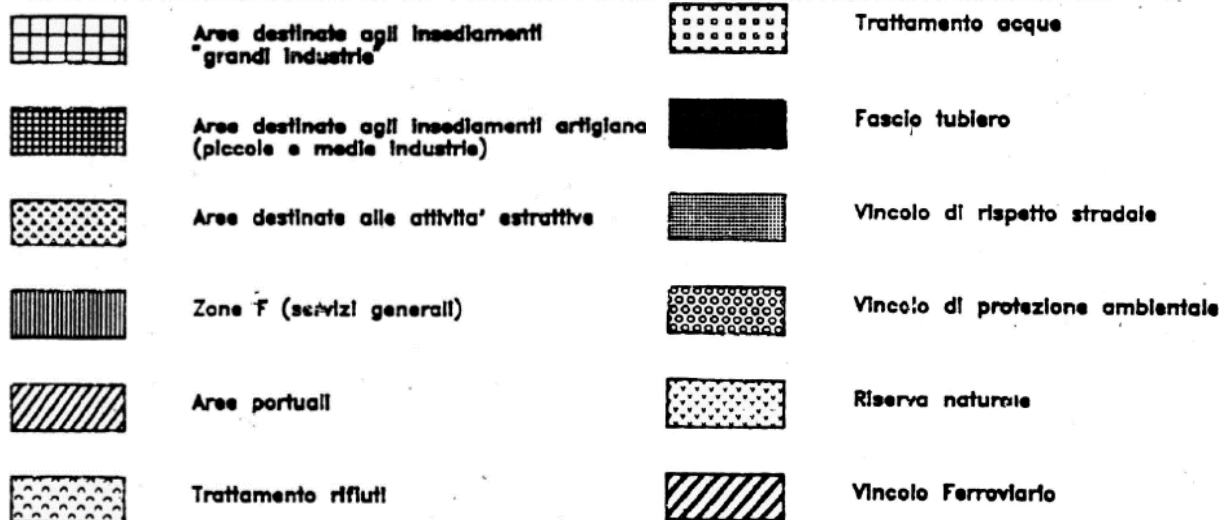 Aree destinate agli insediamenti
"grandi industrie"
Aree destinate agli insediamenti artigiana
(piccole e medie industrie)
Aree destinate alle attivita' estrattive
Zone F (servizi generali)
Aree portuali
Trattamento rifiuti
Trattamento acque
Fascio tubiero
Vincolo di rispetto stradale
Vincolo di protezione ambientale
Riserva naturale
Vincolo Ferroviario